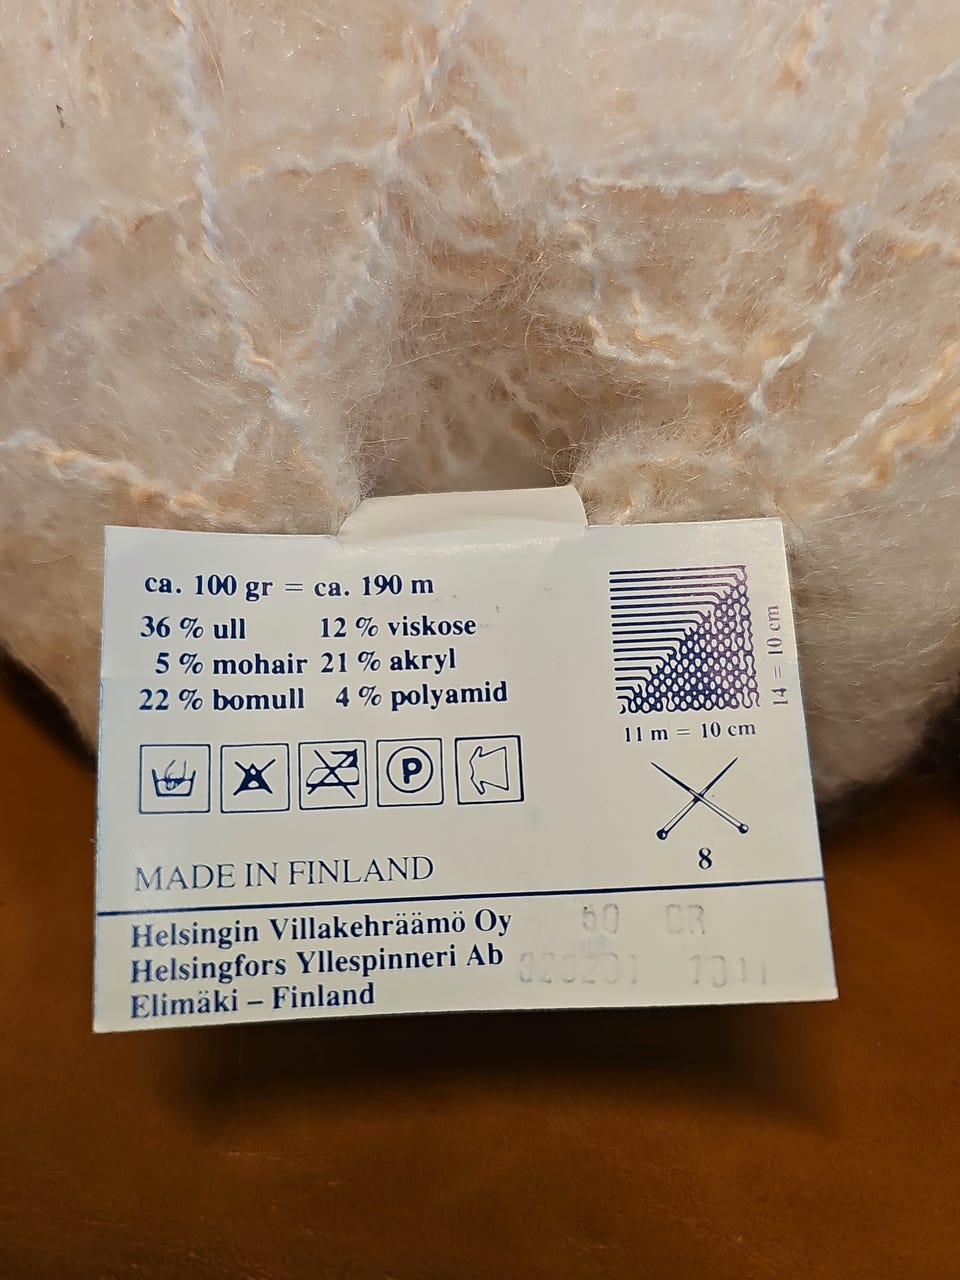 ca. 100 gr = ca. 190 m
36 % ull 12 % viskose
5 % mohair 21 % akryl
22 % bomull 4 % polyamid
14 = 10 cm
11 m = 10 cm
P
8
MADE IN FINLAND
Helsingin Villakehräämö Oy
Helsingfors Yllespinneri Ab
Elimäki – Finland
GR